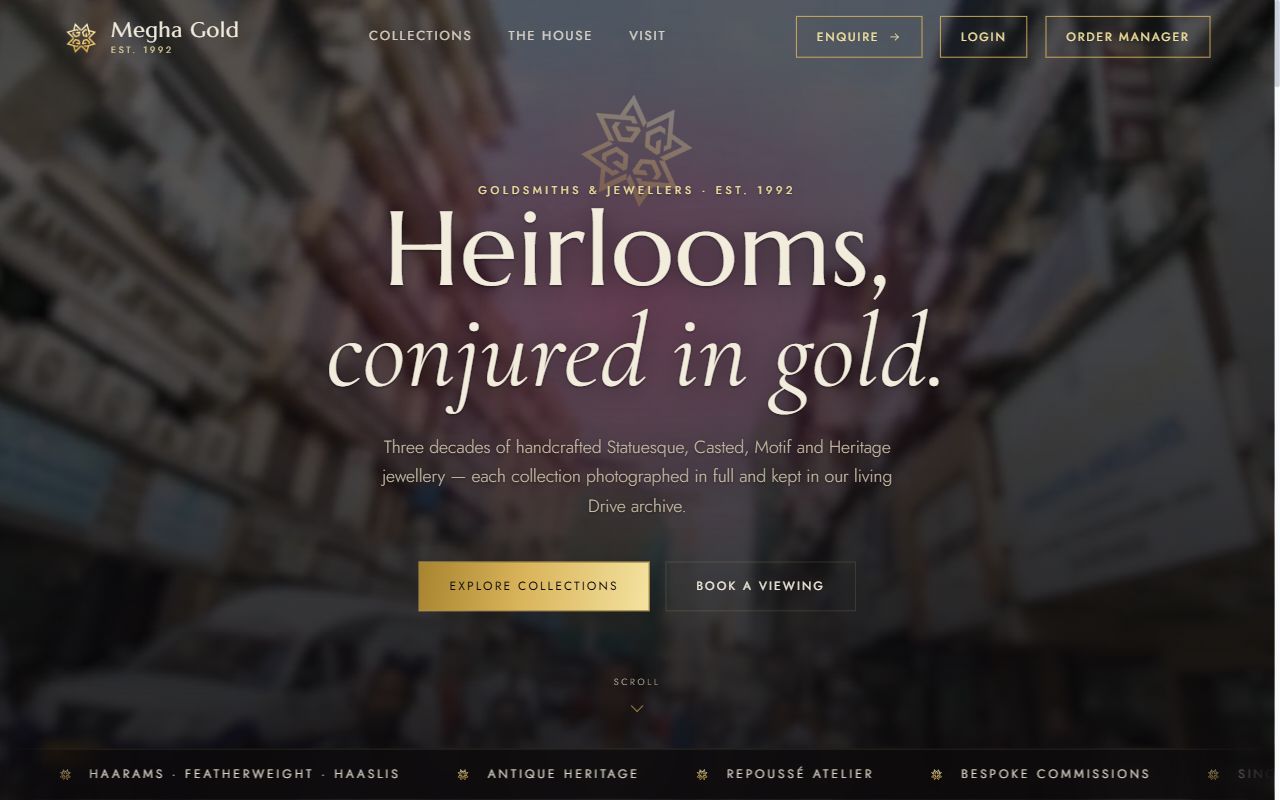 Megha Gold
EST. 1992
COLLECTIONS
THE HOUSE
VISIT
ENQUIRE →
LOGIN
ORDER MANAGER
GOLDSMITHS & JEWELLERS · EST. 1992
Heirlooms,
conjured in gold.
Three decades of handcrafted Statuesque, Casted, Motif and Heritage
jewellery — each collection photographed in full and kept in our living
Drive archive.
EXPLORE COLLECTIONS
BOOK A VIEWING
SCROLL
HAARAMS · FEATHERWEIGHT · HAASLIS
ANTIQUE HERITAGE
REPOUSSÉ ATELIER
BESPOKE COMMISSIONS